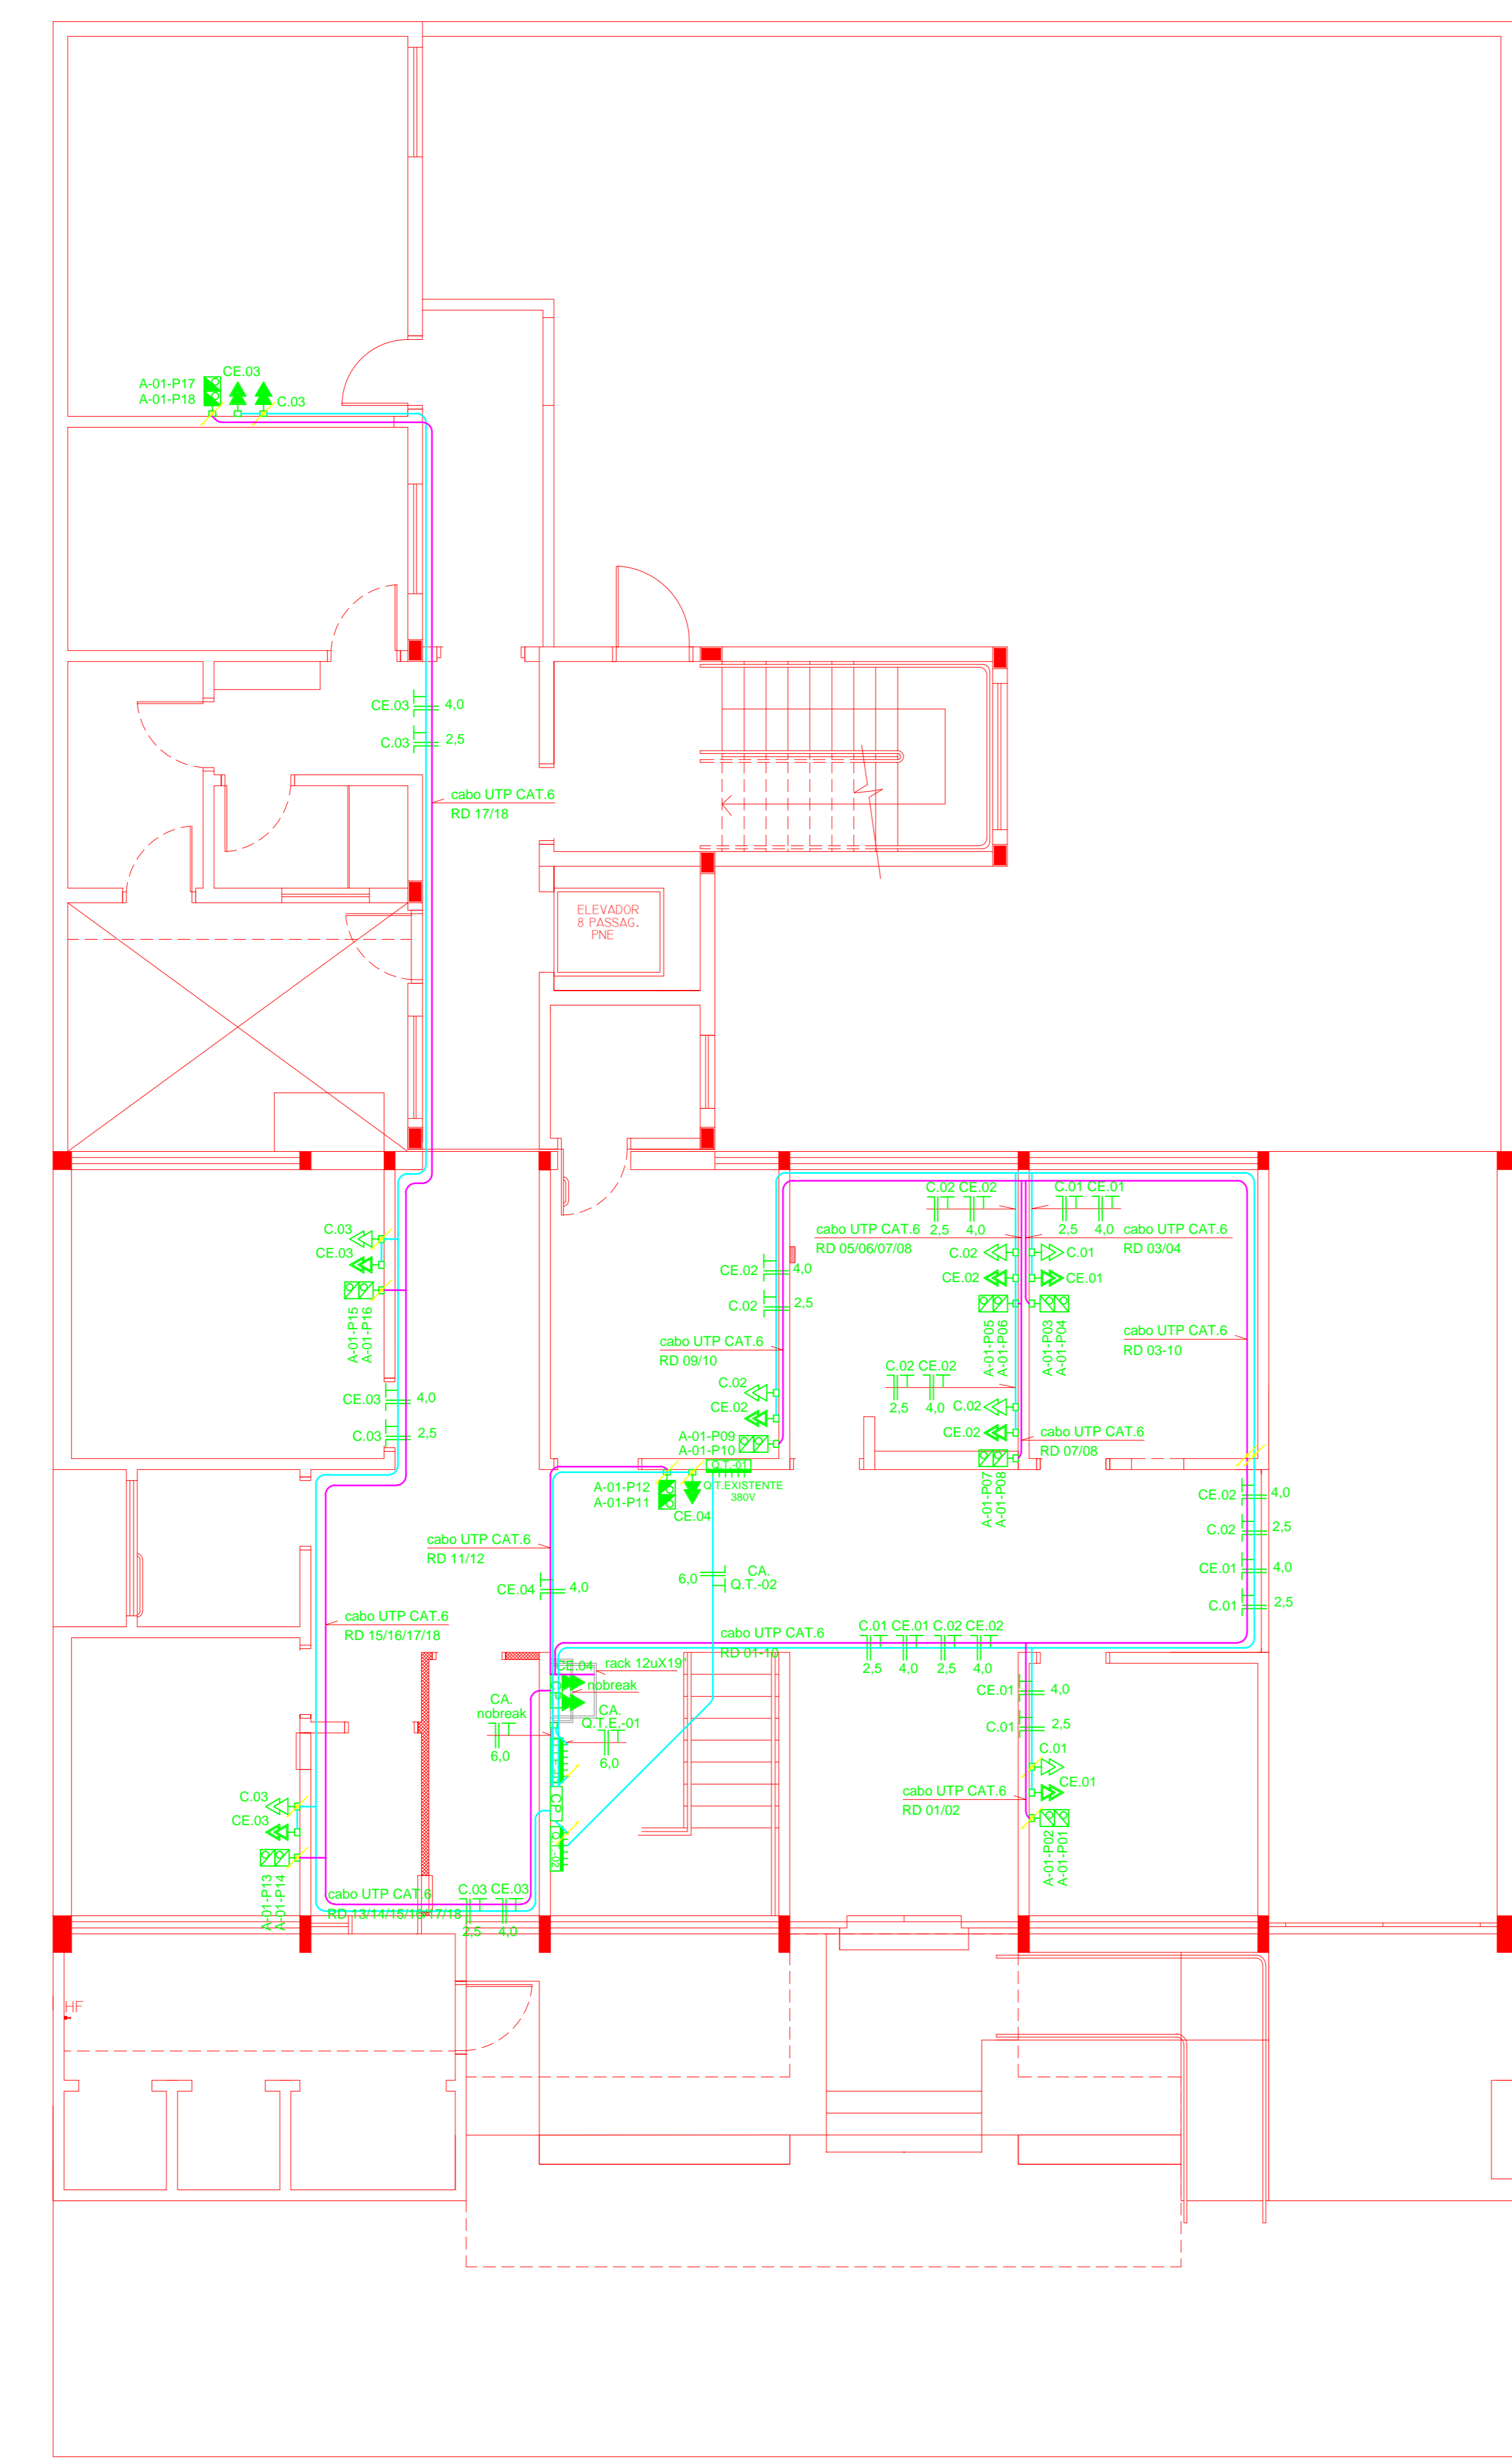 CE.03
A-01-P17
A-01-P18
C.03
CE.03
4,0
C.03
2,5
cabo UTP CAT.6
RD 17/18
ELEVADOR
8 PASSAG.
PNE
C.02 CE.02
2,5 4,0
C.01 CE.01
2,5 4,0
cabo UTP CAT.6
RD 05/06/07/08
cabo UTP CAT.6
RD 03/04
C.03
CE.03
A-01-P15
A-01-P16
C.02
CE.02
C.01
CE.01
A-01-P05
A-01-P06
A-01-P03
A-01-P04
CE.02
4,0
C.02
2,5
cabo UTP CAT.6
RD 09/10
cabo UTP CAT.6
RD 03-10
C.02 CE.02
2,5 4,0
CE.03
4,0
C.03
2,5
C.02
CE.02
A-01-P09
A-01-P10
C.02
CE.02
cabo UTP CAT.6
RD 07/08
A-01-P07
A-01-P08
Q.T.-01
Q.T.EXISTENTE
380V
A-01-P12
A-01-P11
CE.04
CE.02
4,0
C.02
2,5
CE.01
4,0
C.01
2,5
cabo UTP CAT.6
RD 11/12
CE.04
4,0
6,0
CA.
Q.T.-02
cabo UTP CAT.6
RD 15/16/17/18
cabo UTP CAT.6
RD 01-10
C.01 CE.01 C.02 CE.02
2,5 4,0 2,5 4,0
CE.04
rack 12uX19"
nobreak
CA.
nobreak
6,0
CA.
Q.T.E.-01
6,0
CE.01
4,0
C.01
2,5
C.01
CE.01
cabo UTP CAT.6
RD 01/02
A-01-P02
A-01-P01
CP
Q.T.-02
C.03
CE.03
A-01-P13
A-01-P14
cabo UTP CAT.6
RD 13/14/15/16/17/18
C.03 CE.03
2,5 4,0
HF